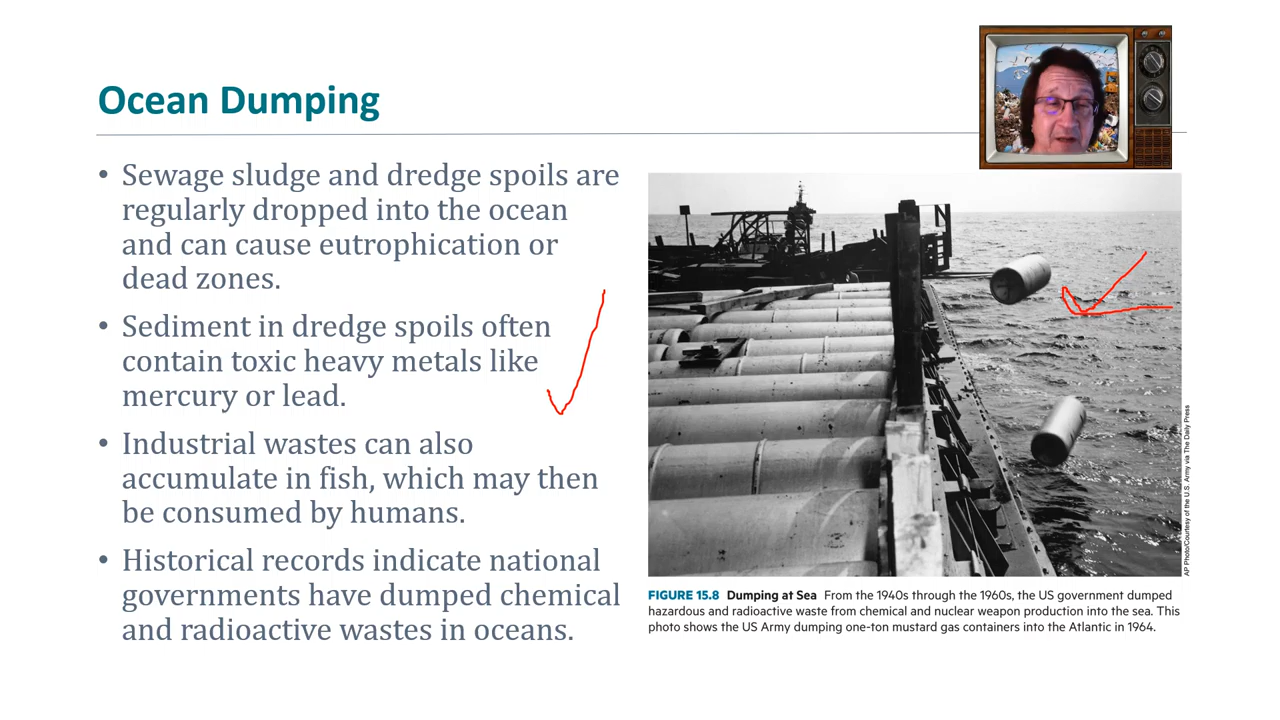 Ocean Dumping
• Sewage sludge and dredge spoils are
regularly dropped into the ocean
and can cause eutrophication or
dead zones.
• Sediment in dredge spoils often
contain toxic heavy metals like
mercury or lead.
• Industrial wastes can also
accumulate in fish, which may then
be consumed by humans.
• Historical records indicate national
governments have dumped chemical
and radioactive wastes in oceans.
AP Photo/Courtesy of the U.S. Army via The Daily Press
FIGURE 15.8 Dumping at Sea From the 1940s through the 1960s, the US government dumped
hazardous and radioactive waste from chemical and nuclear weapon production into the sea. This
photo shows the US Army dumping one-ton mustard gas containers into the Atlantic in 1964.